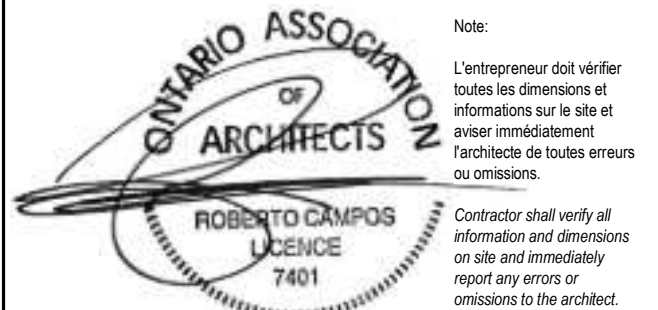 ONTARIO ASSOCIATION
OF
ARCHITECTS
ROBERTO CAMPOS
LICENCE
7401
Note:
L'entrepreneur doit vérifier
toutes les dimensions et
informations sur le site et
aviser immédiatement
l'architecte de toutes erreurs
ou omissions.
Contractor shall verify all
information and dimensions
on site and immediately
report any errors or
omissions to the architect.